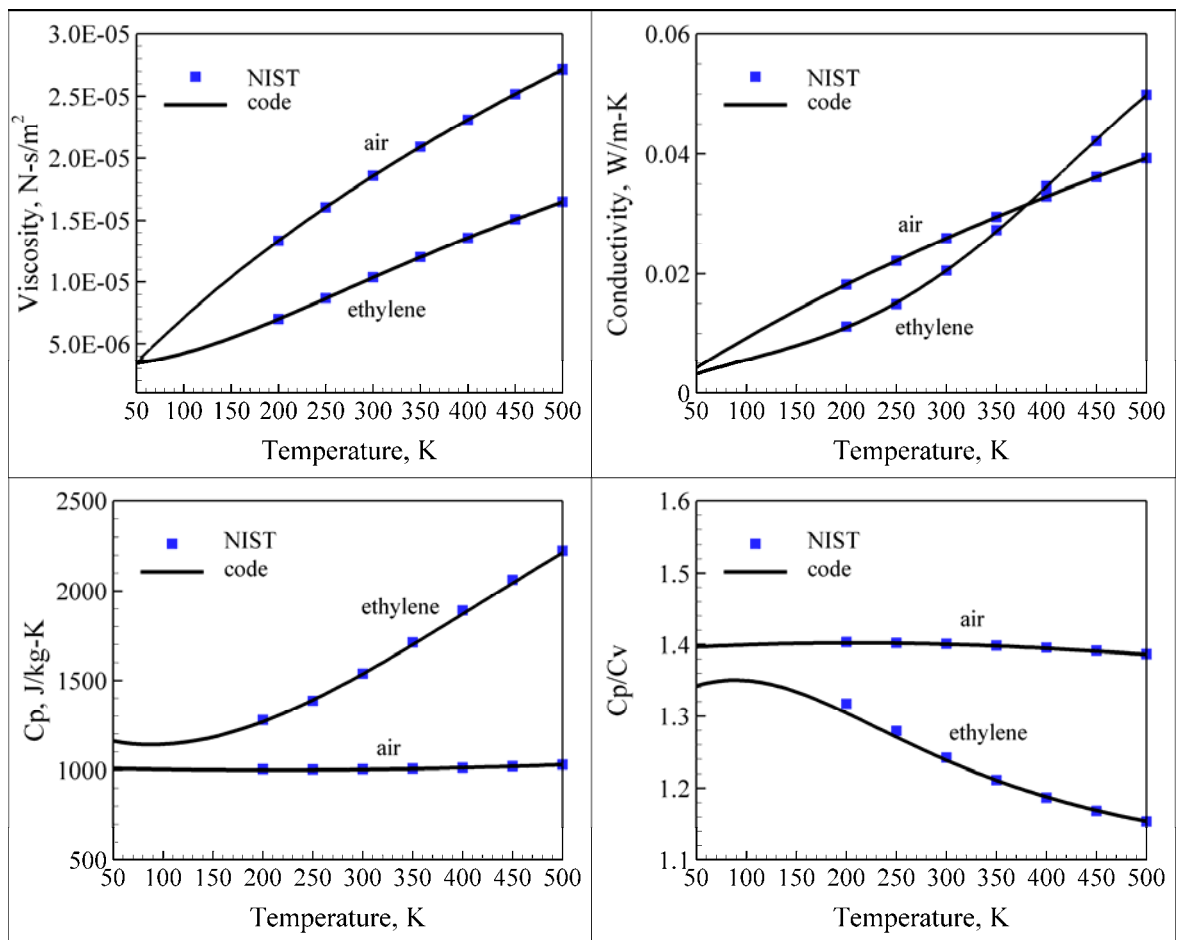 3.0E-05
2.5E-05
2.0E-05
1.5E-05
1.0E-05
5.0E-06
Viscosity, N-s/m²
NIST
code
air
ethylene
50 100 150 200 250 300 350 400 450 500
Temperature, K
0.06
0.04
0.02
0
Conductivity, W/m-K
NIST
code
air
ethylene
50 100 150 200 250 300 350 400 450 500
Temperature, K
2500
2000
1500
1000
500
Cp, J/kg-K
NIST
code
ethylene
air
50 100 150 200 250 300 350 400 450 500
Temperature, K
1.6
1.5
1.4
1.3
1.2
1.1
Cp/Cv
NIST
code
air
ethylene
50 100 150 200 250 300 350 400 450 500
Temperature, K